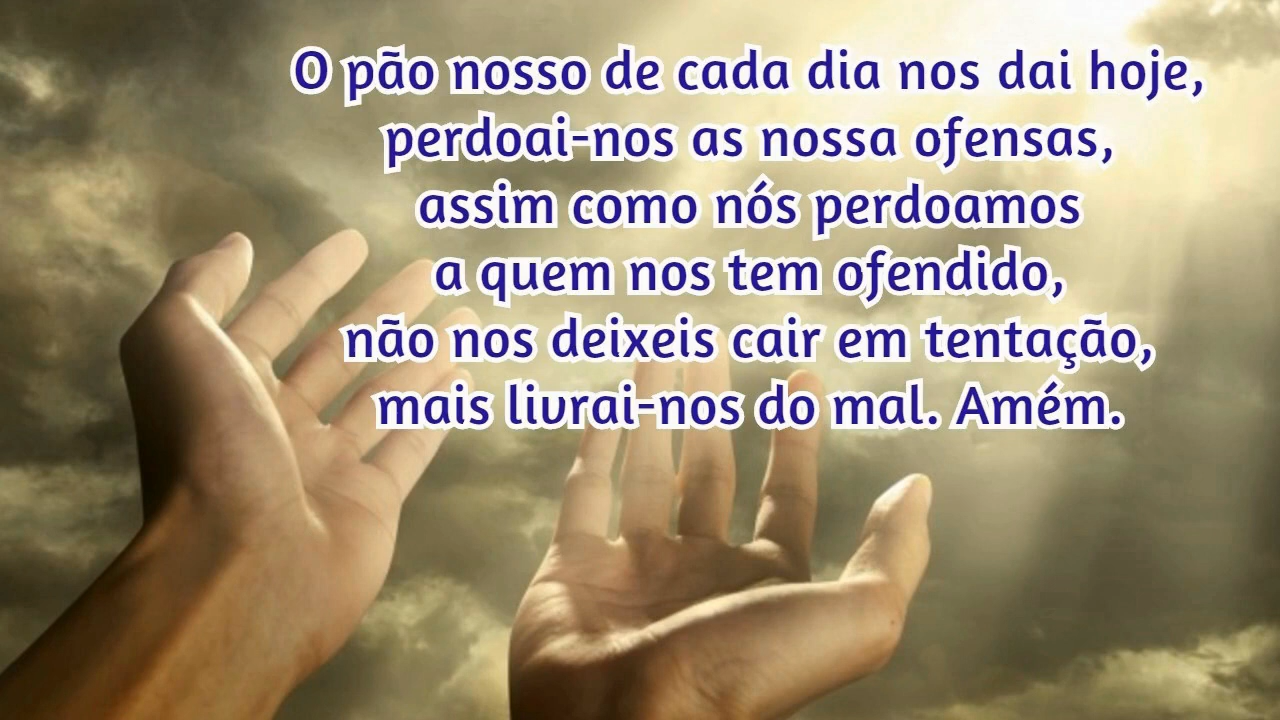 O pão nosso de cada dia nos dai hoje,
perdoai-nos as nossa ofensas,
assim como nós perdoamos
a quem nos tem ofendido,
não nos deixeis cair em tentação,
mais livrai-nos do mal. Amém.